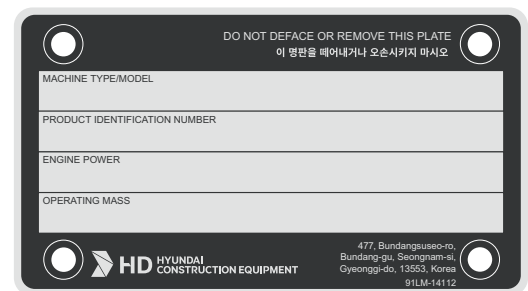 DO NOT DEFACE OR REMOVE THIS PLATE
이 명판을 떼어내거나 오손시키지 마시오
MACHINE TYPE/MODEL
PRODUCT IDENTIFICATION NUMBER
ENGINE POWER
OPERATING MASS
HD HYUNDAI
CONSTRUCTION EQUIPMENT
477, Bundangsuseo-ro,
Bundang-gu, Seongnam-si,
Gyeonggi-do, 13553, Korea
91LM-14112